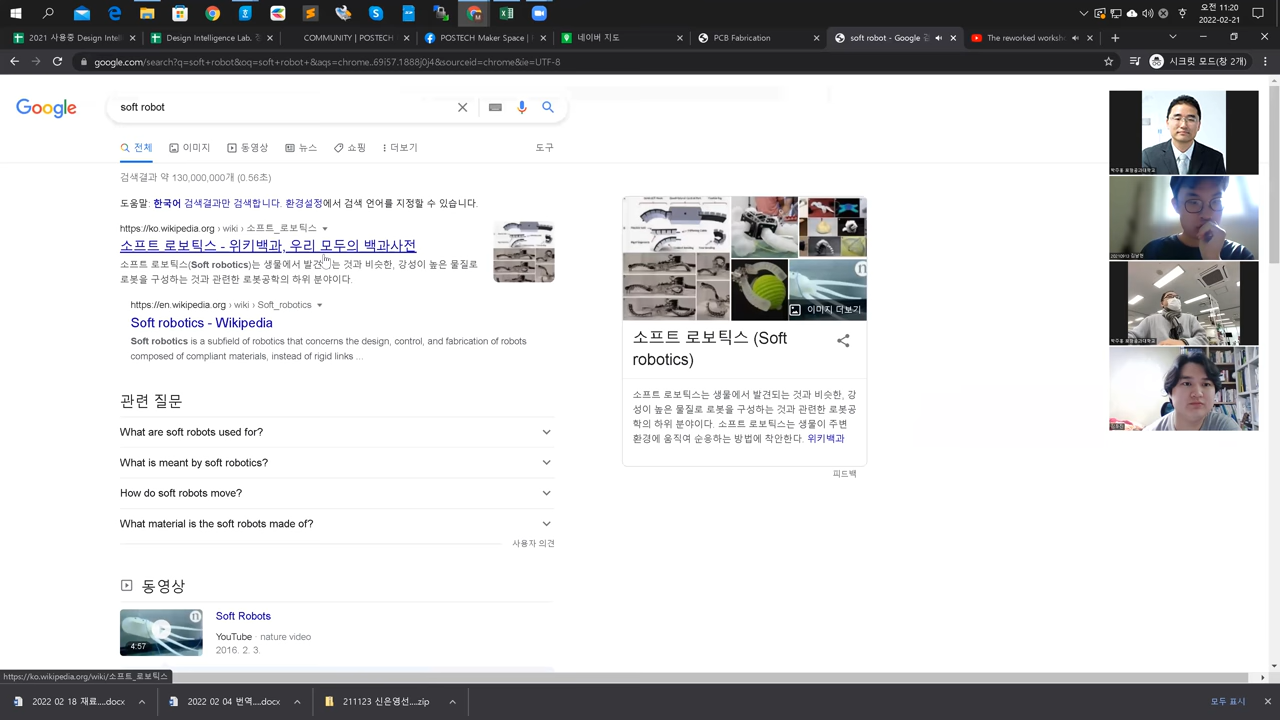 오전 11:20
2022-02-21
2021 사용중 Design Intelli
Design Intelligence Lab.
COMMUNITY | POSTECH
POSTECH Maker Space |
네이버 지도
PCB Fabrication
soft robot - Google
The reworked worksh
google.com/search?q=soft+robot&oq=soft+robot+&aqs=chrome..69i57.1888j0j4&sourceid=chrome&ie=UTF-8
시크릿 모드(창 2개)
Google
soft robot
전체
이미지
동영상
뉴스
쇼핑
더보기
도구
검색결과 약 130,000,000개 (0.56초)
도움말: 한국어 검색결과만 검색합니다. 환경설정에서 검색 언어를 지정할 수 있습니다.
https://ko.wikipedia.org › wiki › 소프트_로보틱스
소프트 로보틱스 - 위키백과, 우리 모두의 백과사전
소프트 로보틱스(Soft robotics)는 생물에서 발견되는 것과 비슷한, 강성이 높은 물질로
로봇을 구성하는 것과 관련한 로봇공학의 하위 분야이다.
https://en.wikipedia.org › wiki › Soft_robotics
Soft robotics - Wikipedia
Soft robotics is a subfield of robotics that concerns the design, control, and fabrication of robots
composed of compliant materials, instead of rigid links ...
관련 질문
What are soft robots used for?
What is meant by soft robotics?
How do soft robots move?
What material is the soft robots made of?
사용자 의견
동영상
4:57
Soft Robots
YouTube · nature video
2016. 2. 3.
이미지 더보기
소프트 로보틱스 (Soft
robotics)
소프트 로보틱스는 생물에서 발견되는 것과 비슷한, 강
성이 높은 물질로 로봇을 구성하는 것과 관련한 로봇공
학의 하위 분야이다. 소프트 로보틱스는 생물이 주변
환경에 움직여 순응하는 방법에 착안한다. 위키백과
피드백
https://ko.wikipedia.org/wiki/소프트_로보틱스
2022 02 18 재료....docx
2022 02 04 번역....docx
211123 신은영선....zip
모두 표시